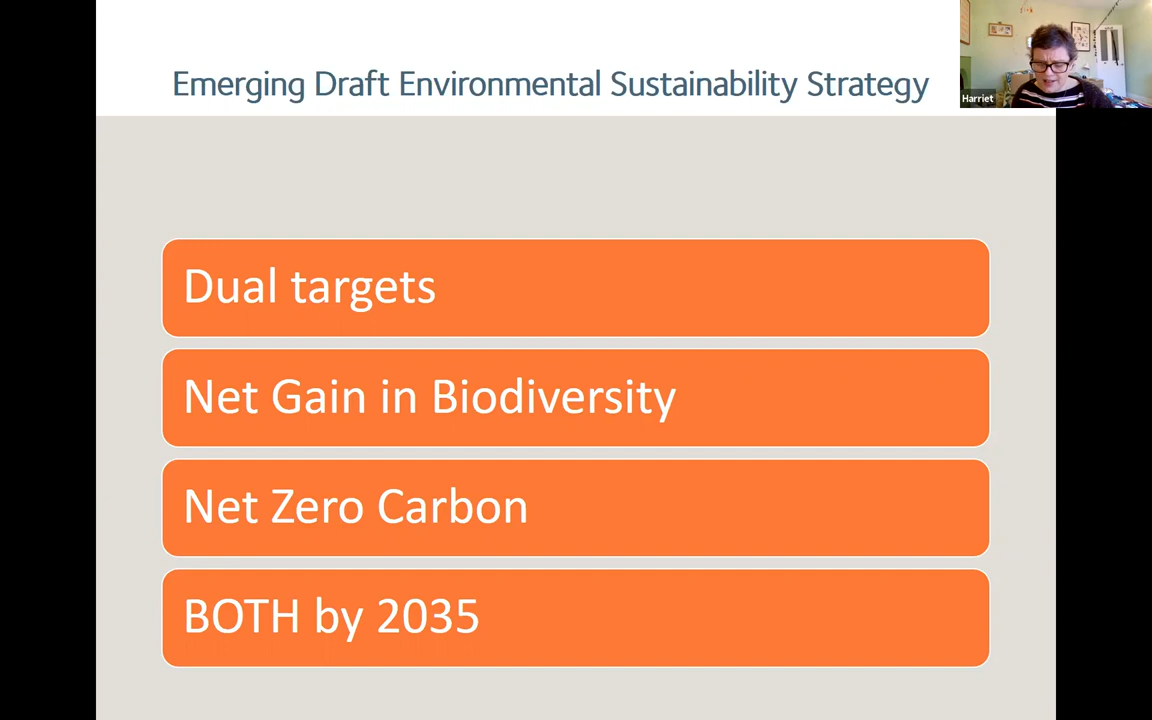 Emerging Draft Environmental Sustainability Strategy
Harriet
Dual targets
Net Gain in Biodiversity
Net Zero Carbon
BOTH by 2035